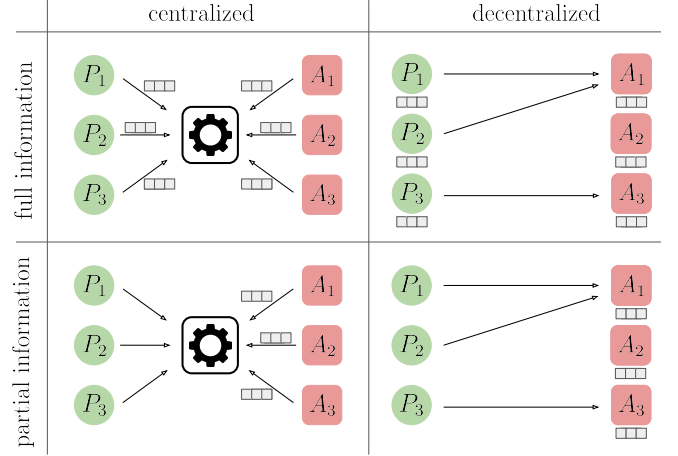 centralized decentralized
full information
P₁ A₁ P₁ A₁
P₂ A₂ P₂ A₂
P₃ A₃ P₃ A₃
partial information
P₁ A₁ P₁ A₁
P₂ A₂ P₂ A₂
P₃ A₃ P₃ A₃